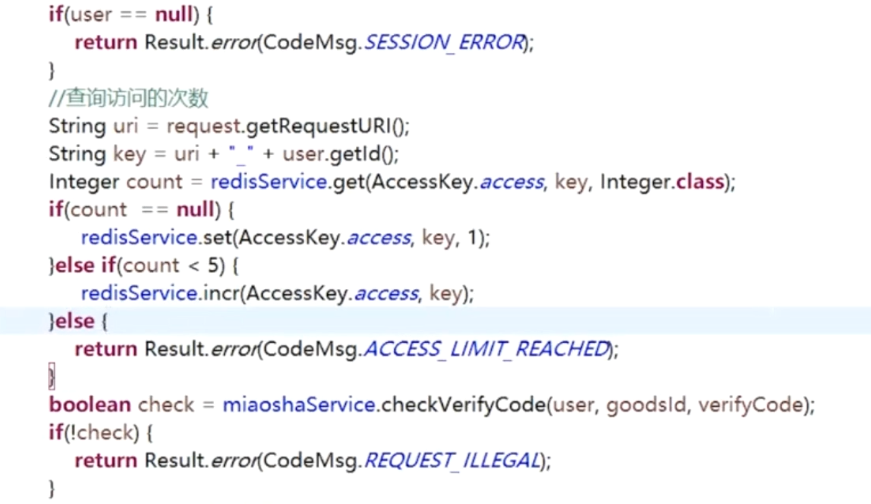 if(user == null) {
return Result.error(CodeMsg.SESSION_ERROR);
}
//查询访问的次数
String uri = request.getRequestURI();
String key = uri + "_" + user.getId();
Integer count = redisService.get(AccessKey.access, key, Integer.class);
if(count  == null) {
redisService.set(AccessKey.access, key, 1);
}else if(count < 5) {
redisService.incr(AccessKey.access, key);
}else {
return Result.error(CodeMsg.ACCESS_LIMIT_REACHED);
}
boolean check = miaoshaService.checkVerifyCode(user, goodsId, verifyCode);
if(!check) {
return Result.error(CodeMsg.REQUEST_ILLEGAL);
}